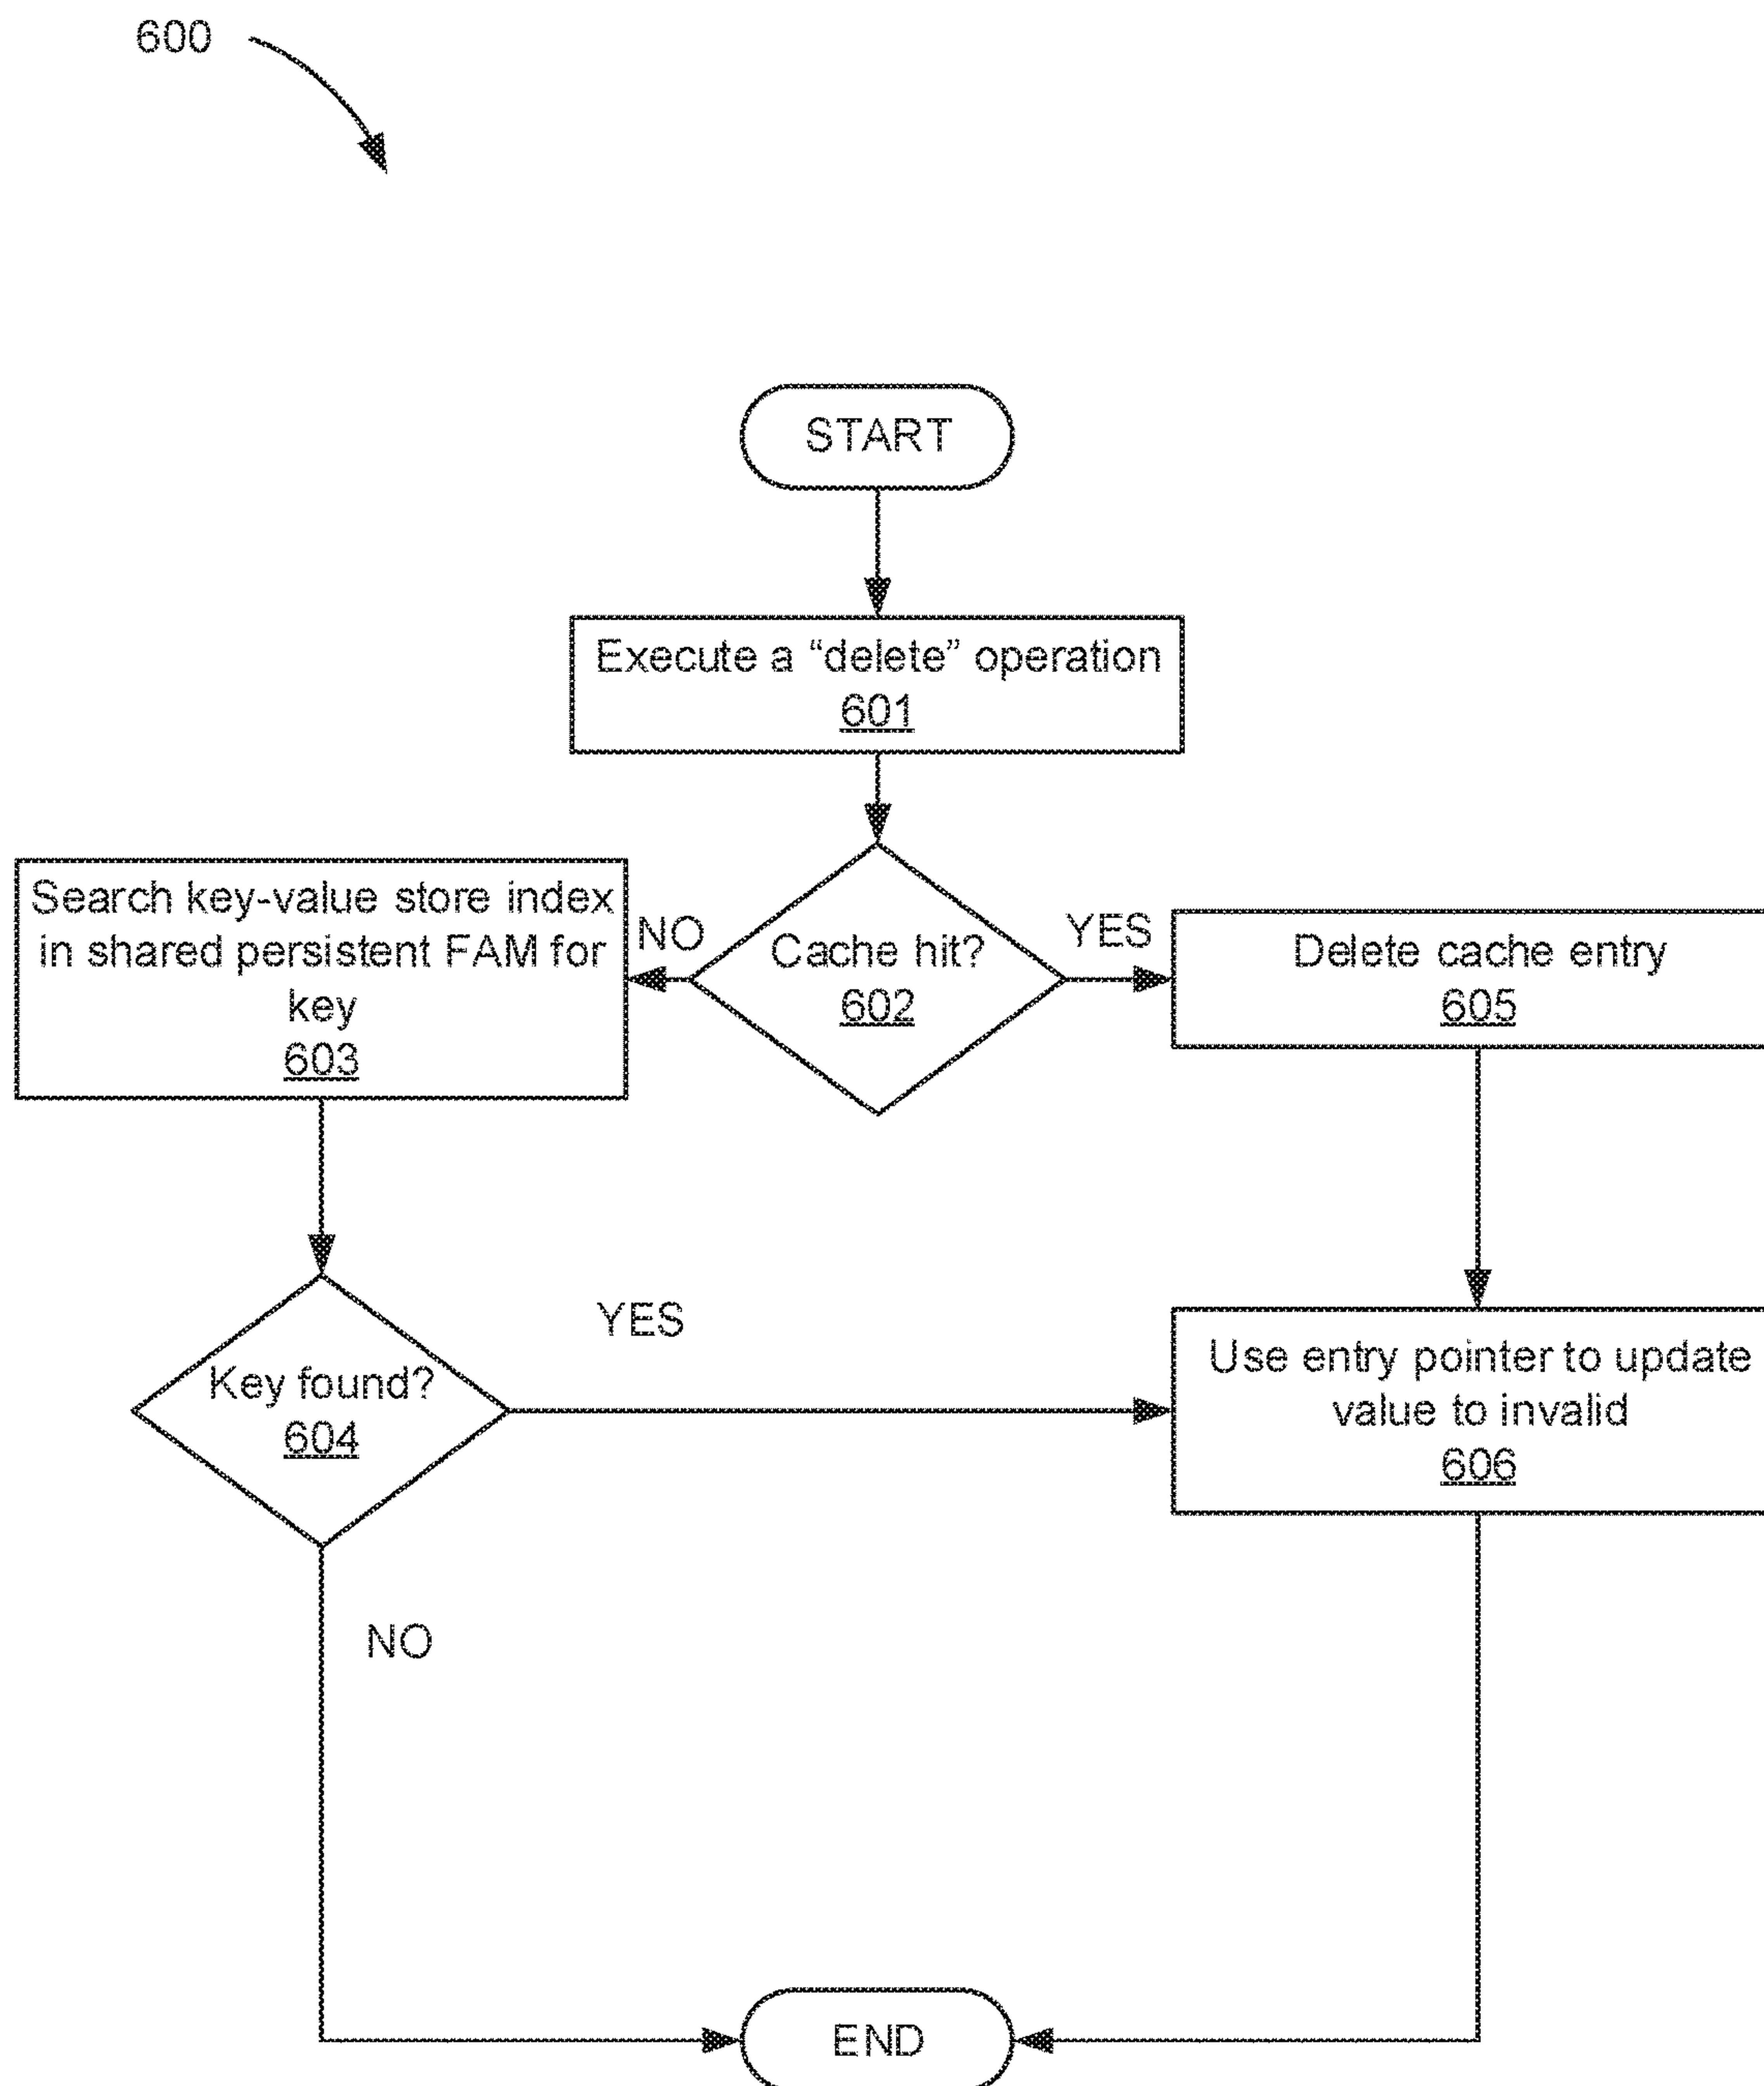 600
START
Execute a “delete” operation
601
Search key-value store index
in shared persistent FAM for
key
603
NO
Cache hit?
602
YES
Delete cache entry
605
Key found?
604
YES
Use entry pointer to update
value to invalid
606
NO
END